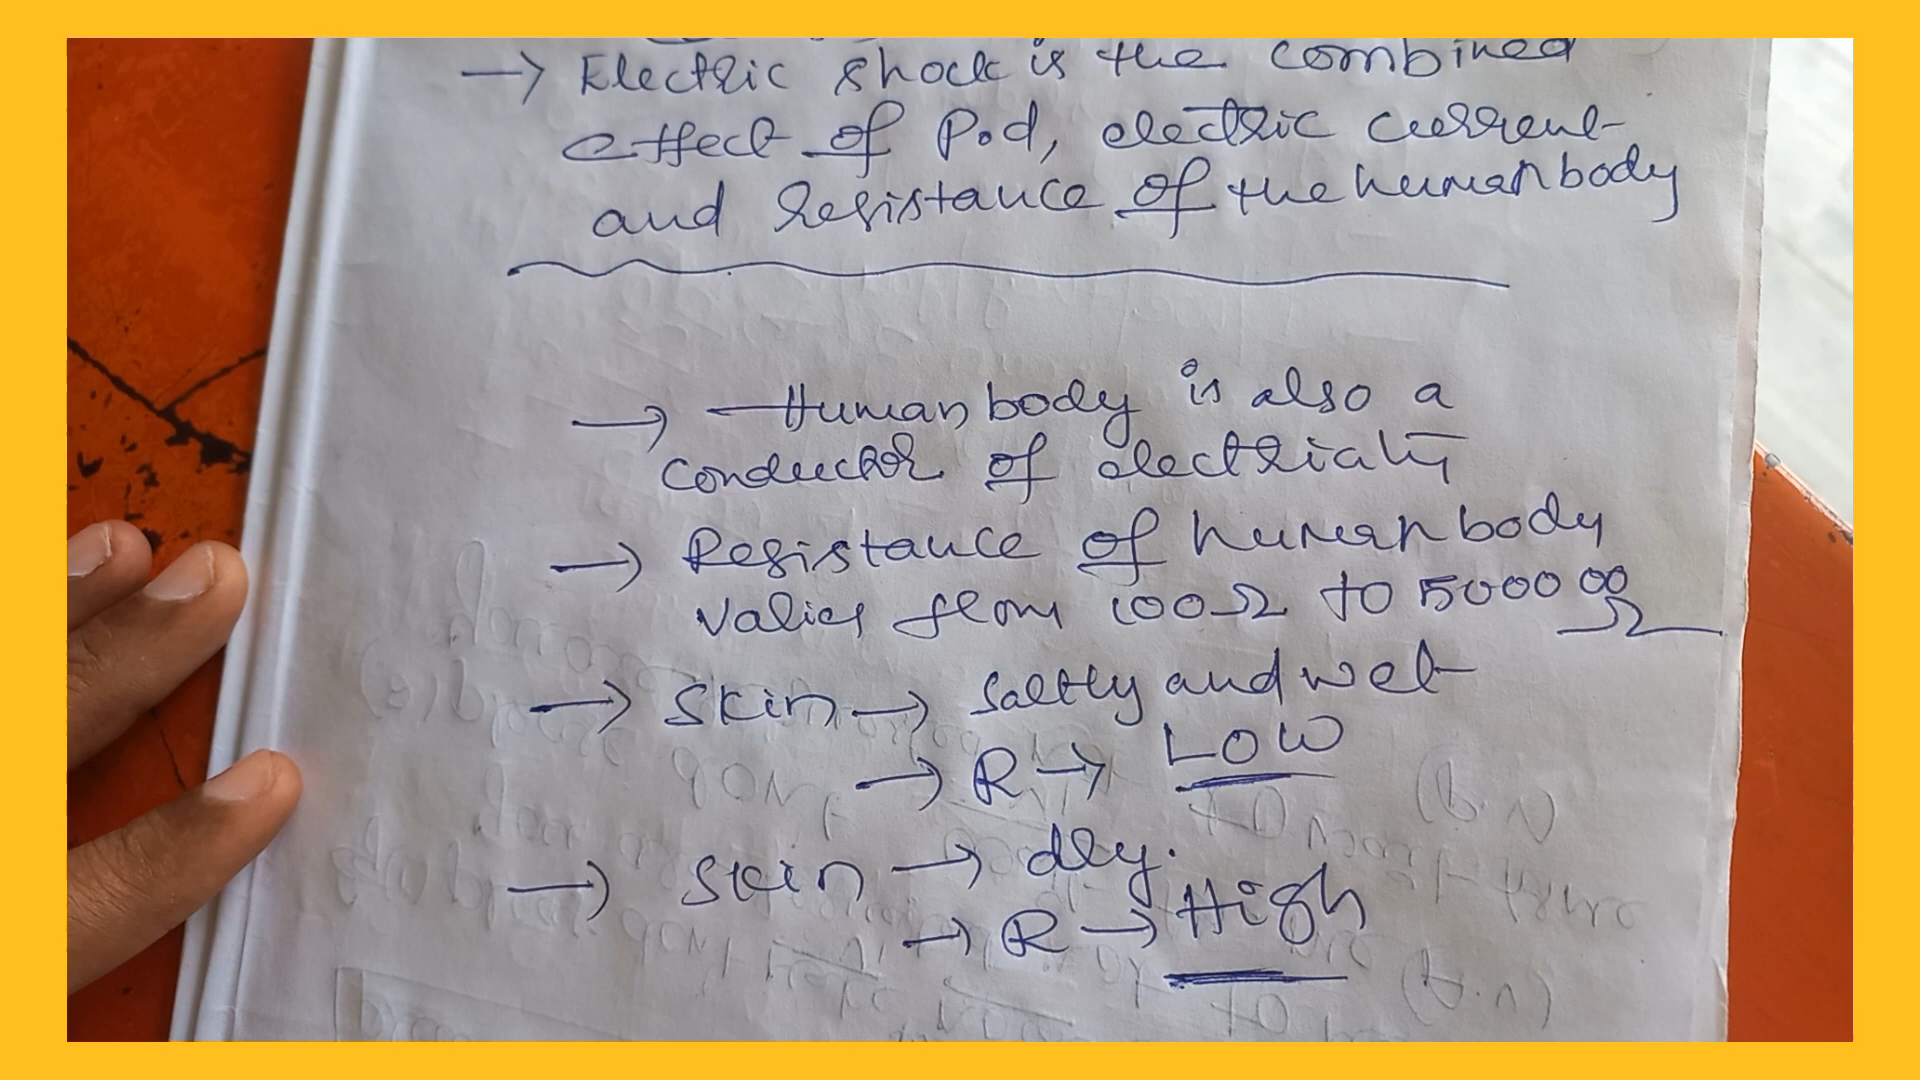 → Electric shock is the combined
effect of P.d, electric current
and resistance of the human body
→ Human body is also a
conductor of electricity
→ Resistance of human body
varies from 100Ω to 500000
Ω
→ Skin → Saltly and wet
→ R → LOW
→ Skin → dry.
→ R → High